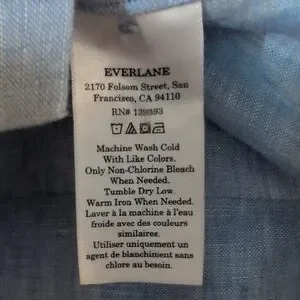 EVERLANE
2170 Folsom Street, San
Francisco, CA 94110
RN# 139393
Machine Wash Cold
With Like Colors.
Only Non-Chlorine Bleach
When Needed.
Tumble Dry Low.
Warm Iron When Needed.
Laver à la machine à l'eau
froide avec des couleurs
similaires.
Utiliser uniquement un
agent de blanchiment sans
chlore au besoin.